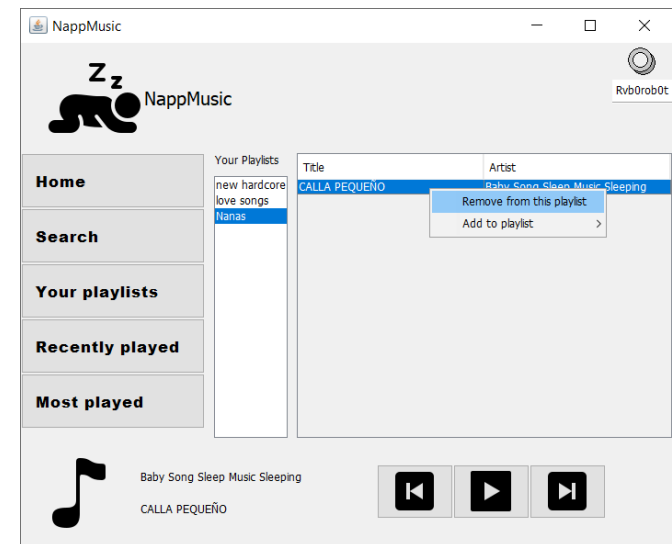 NappMusic
Zz
NappMusic
Rvb0rob0t
Home
Search
Your playlists
Recently played
Most played
Your Playlists
new hardcore
love songs
Nanas
Title Artist
CALLA PEQUEÑO Baby Song Sleep Music Sleeping
Remove from this playlist
Add to playlist
Baby Song Sleep Music Sleeping
CALLA PEQUEÑO